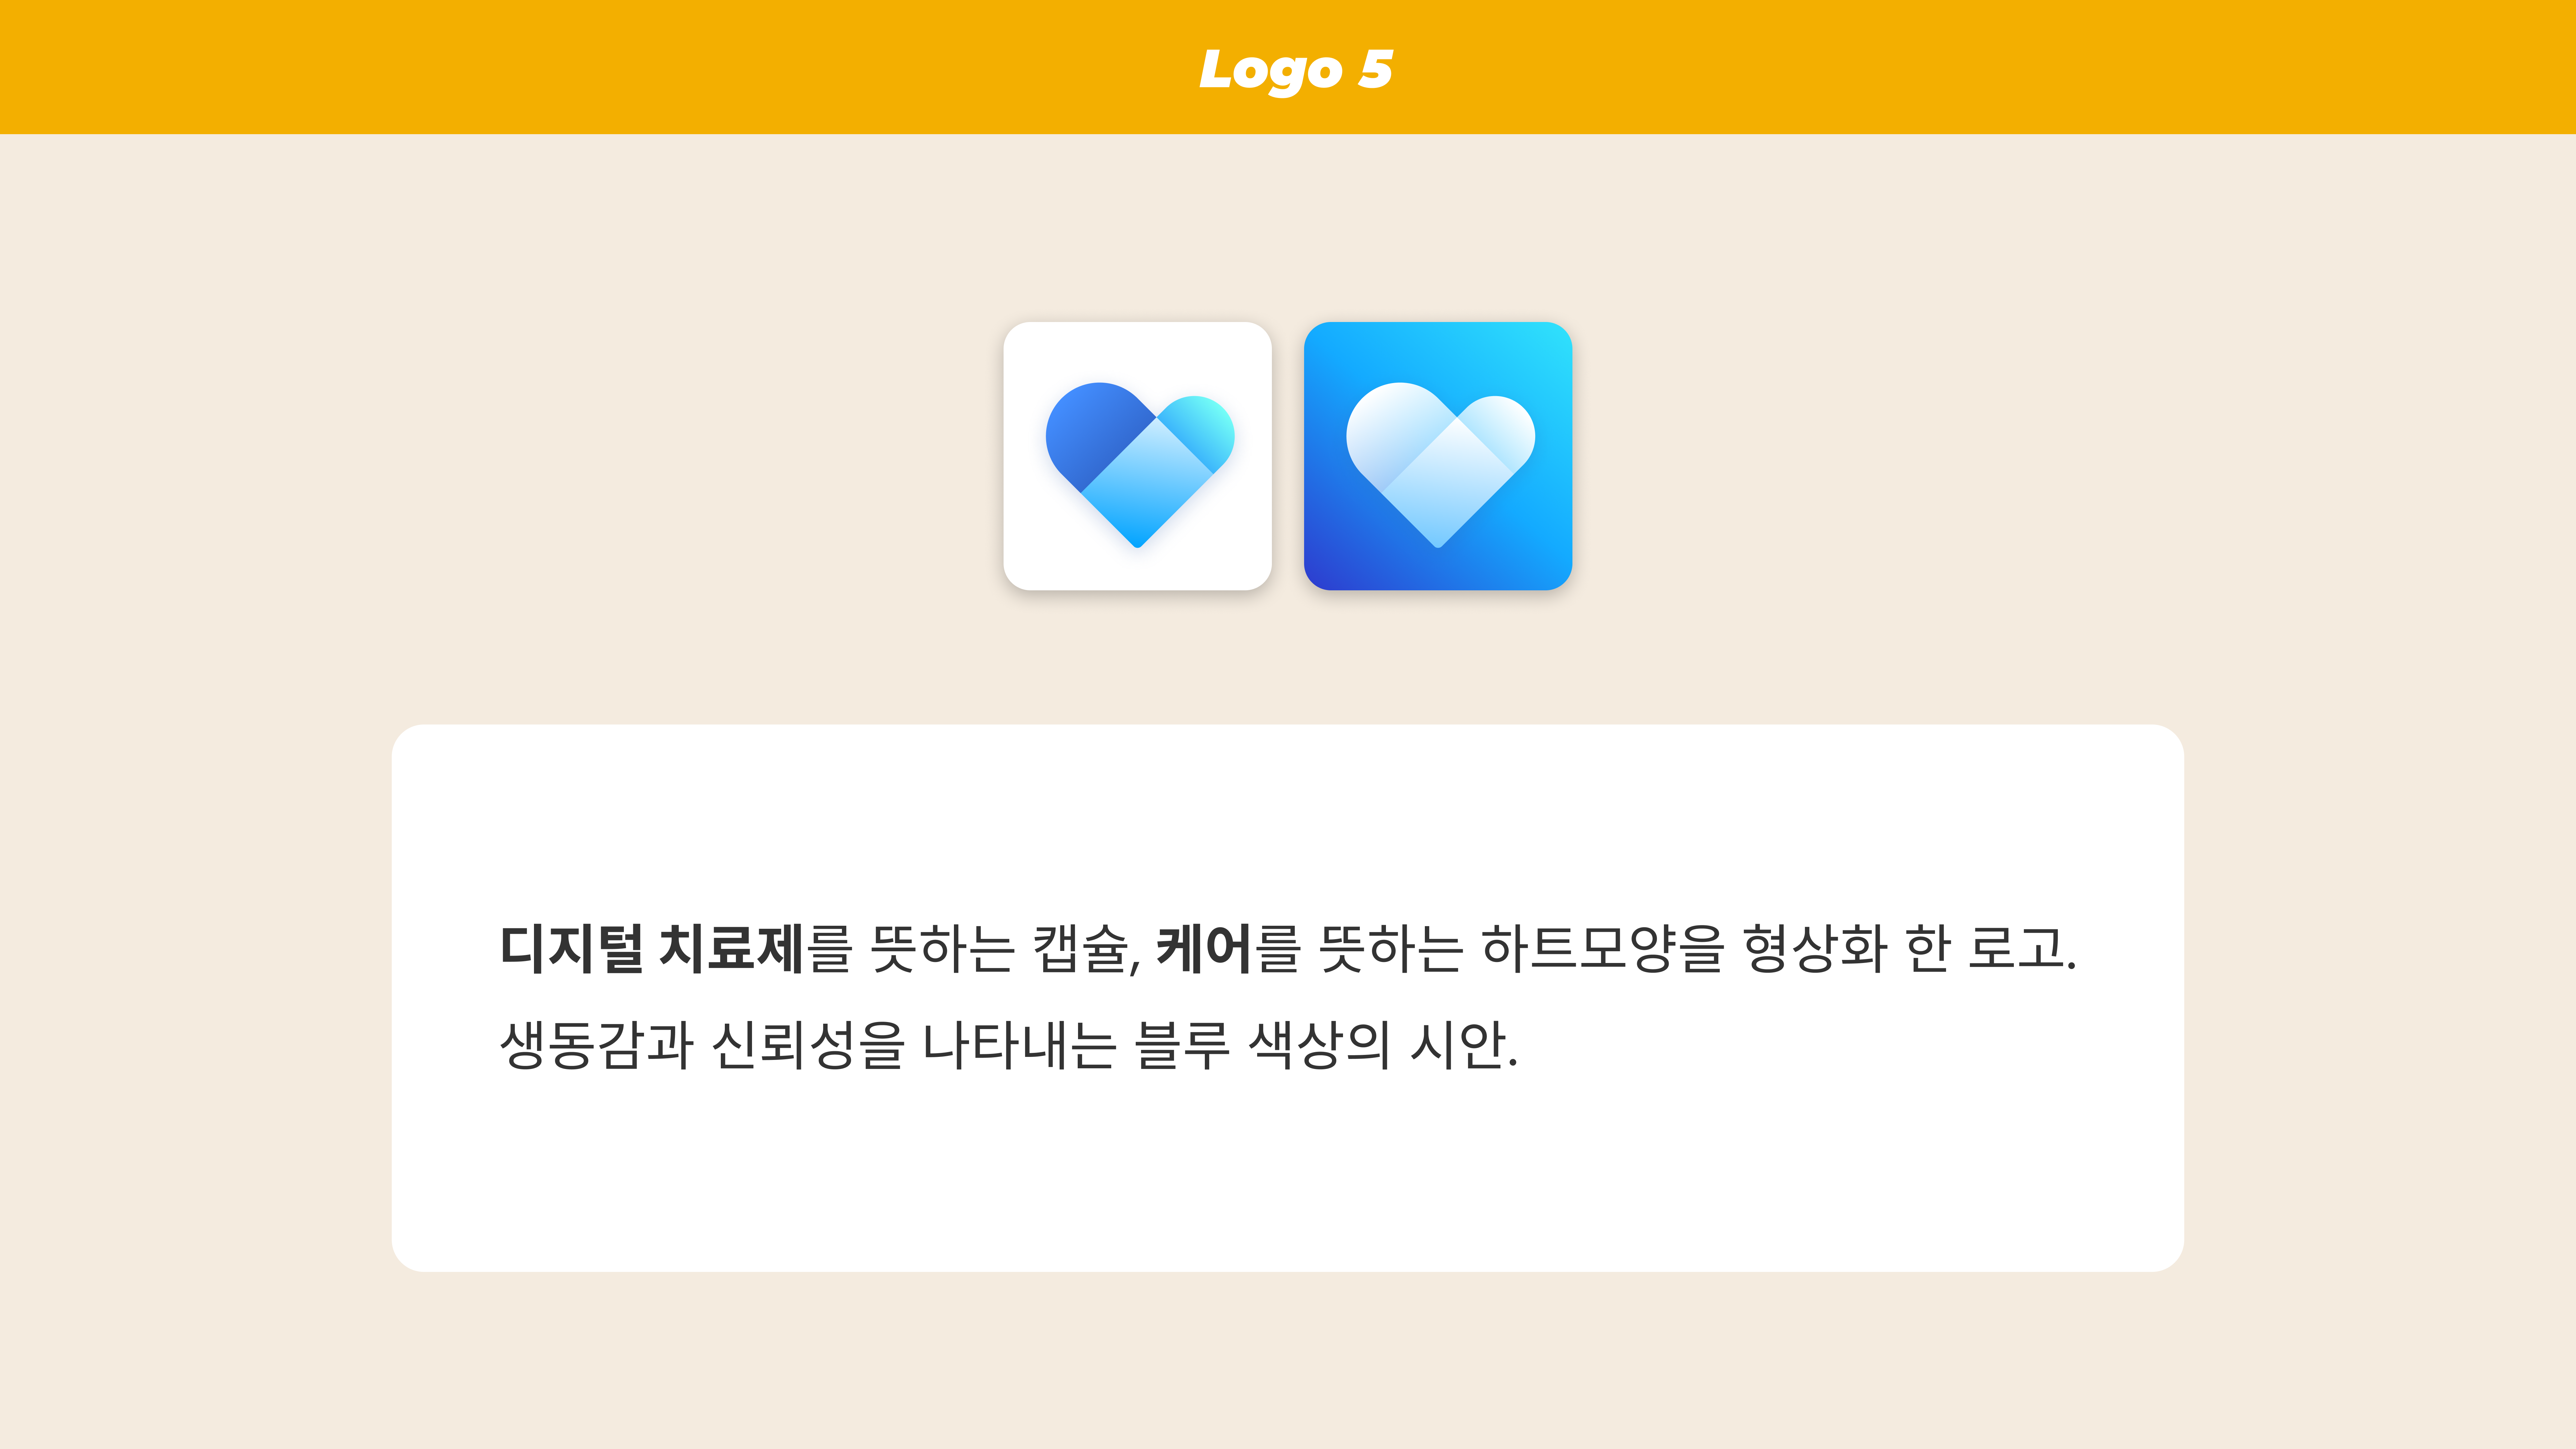 Logo 5
디지털 치료제를 뜻하는 캡슐, 케어를 뜻하는 하트모양을 형상화 한 로고.
생동감과 신뢰성을 나타내는 블루 색상의 시안.